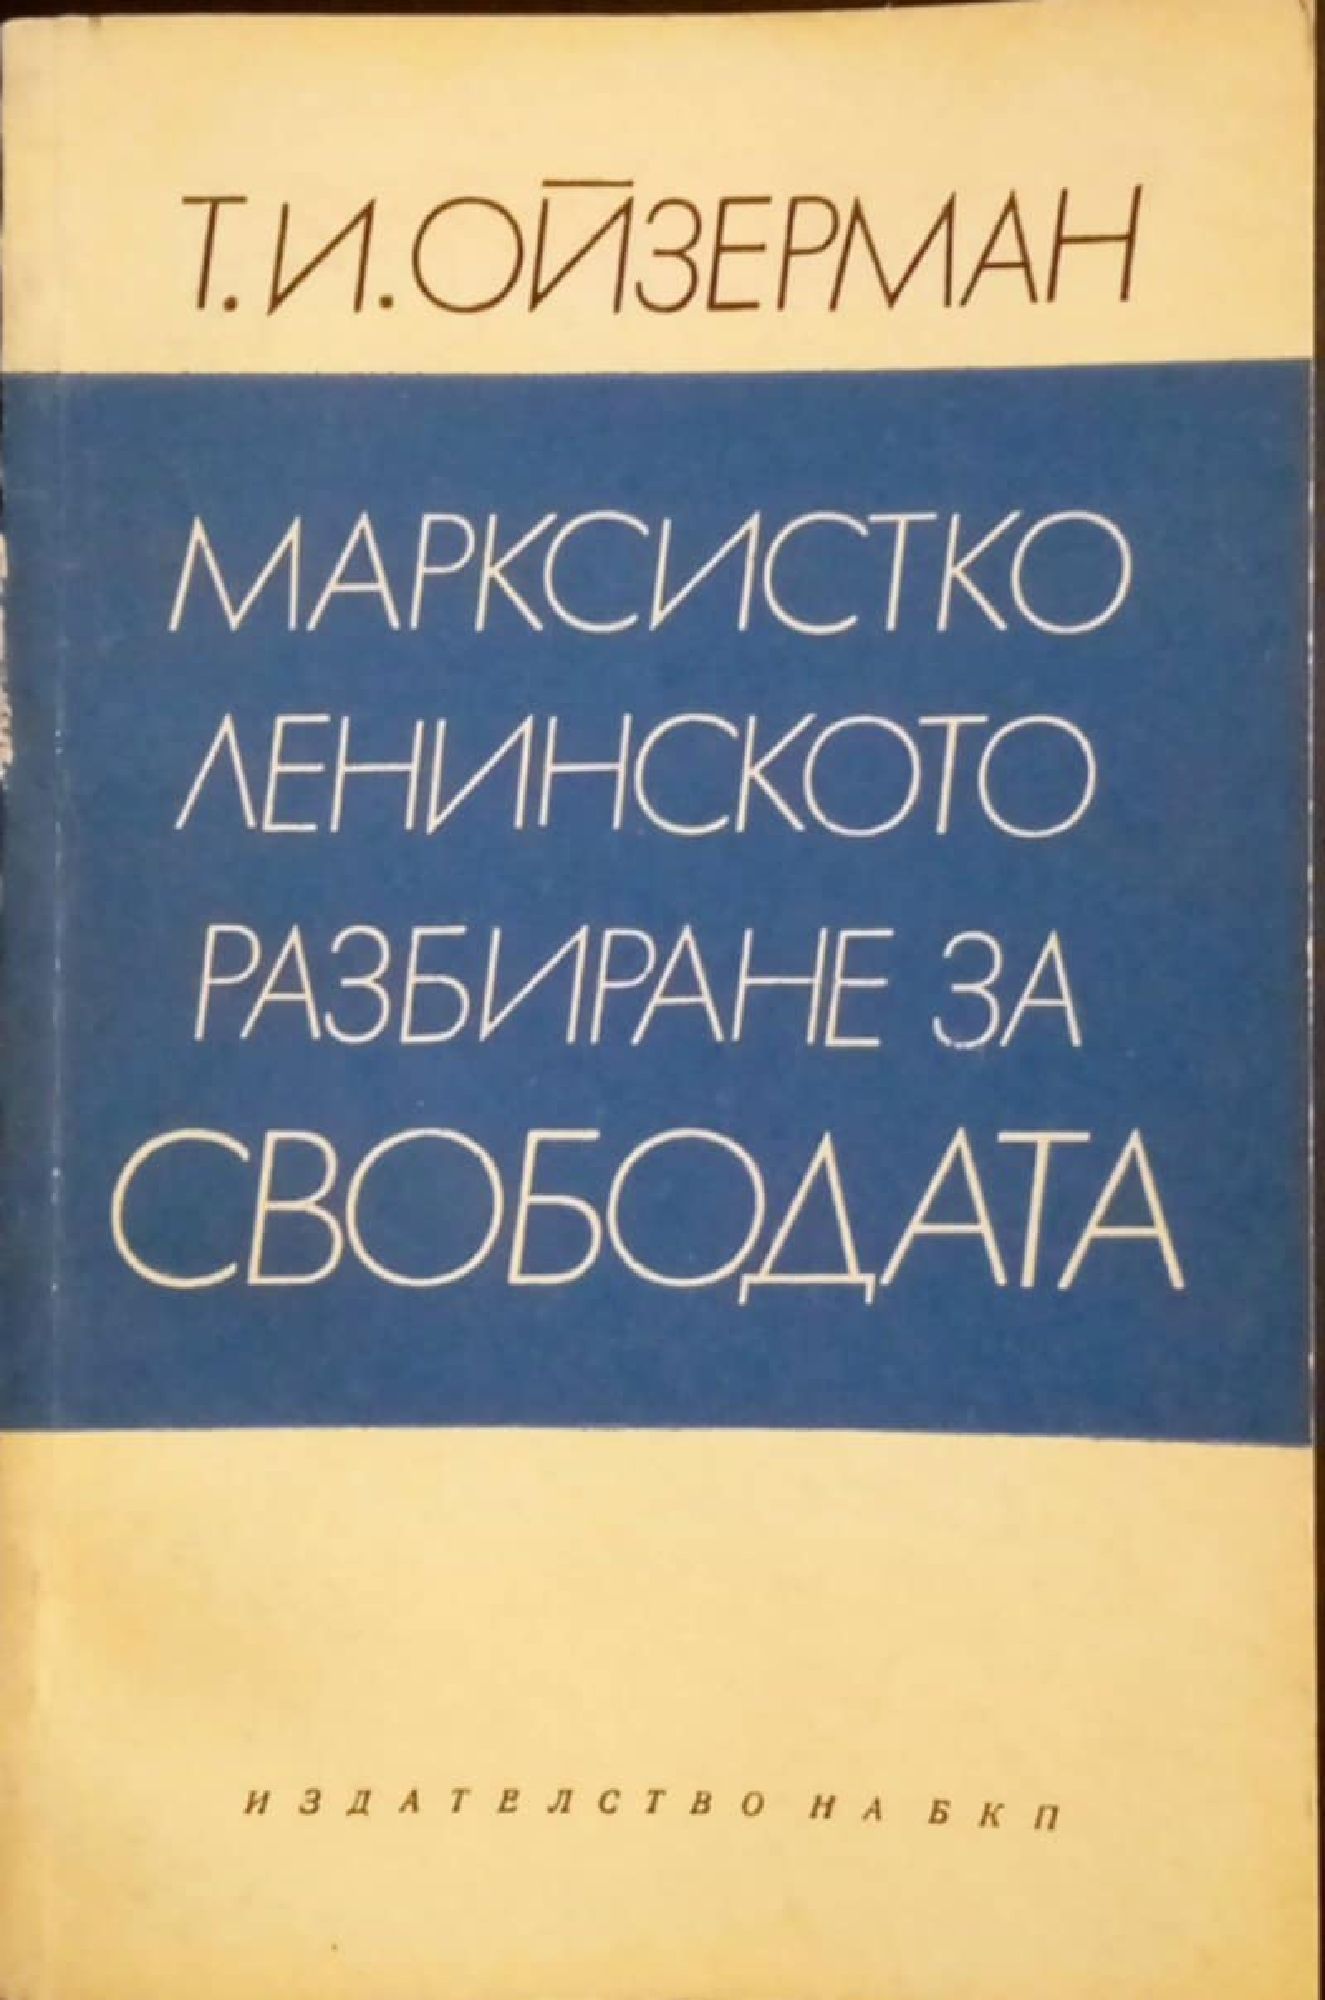 Т. И. ОЙЗЕРМАН
МАРКСИСТКО
ЛЕНИНСКОТО
РАЗБИРАНЕ ЗА
СВОБОДАТА
ИЗДАТЕЛСТВО НА БКП